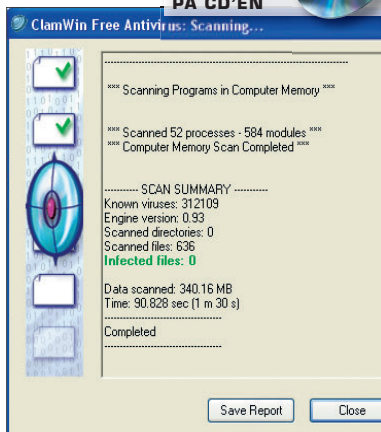 PÅ CD'EN
ClamWin Free Antivirus: Scanning...
*** Scanning Programs in Computer Memory ***
*** Scanned 52 processes - 584 modules ***
*** Computer Memory Scan Completed ***
---------- SCAN SUMMARY ----------
Known viruses: 312109
Engine version: 0.93
Scanned directories: 0
Scanned files: 636
Infected files: 0
Data scanned: 340.16 MB
Time: 90.828 sec (1 m 30 s)
Completed
Save Report
Close